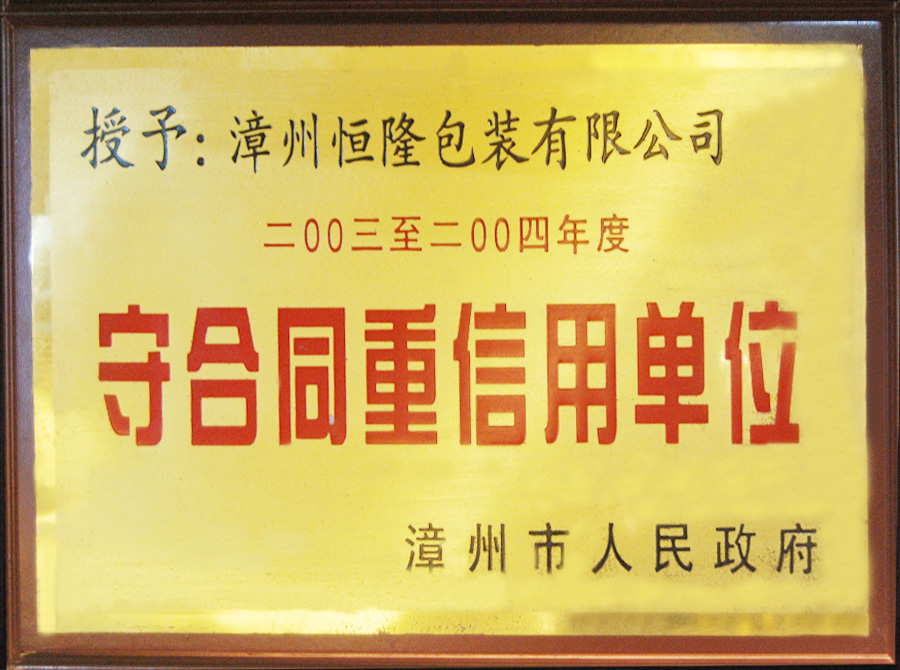 授予：漳州恒隆包装有限公司
二00三至二00四年度
守合同重信用单位
漳州市人民政府